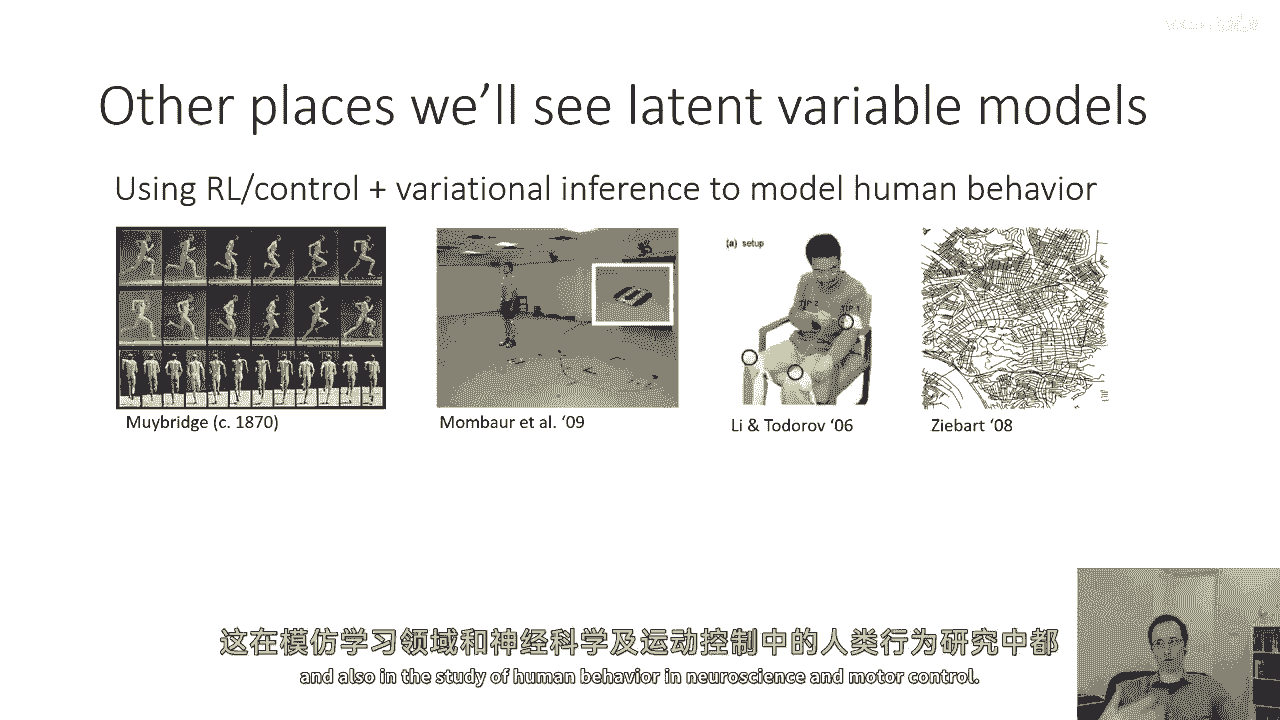 Other places we'll see latent variable models
Using RL/control + variational inference to model human behavior
(a) setup
Muybridge (c. 1870)
Mombaur et al. '09
Li & Todorov '06
Ziebart '08
这在模仿学习领域和神经科学及运动控制中的人类行为研究中都
and also in the study of human behavior in neuroscience and motor control.